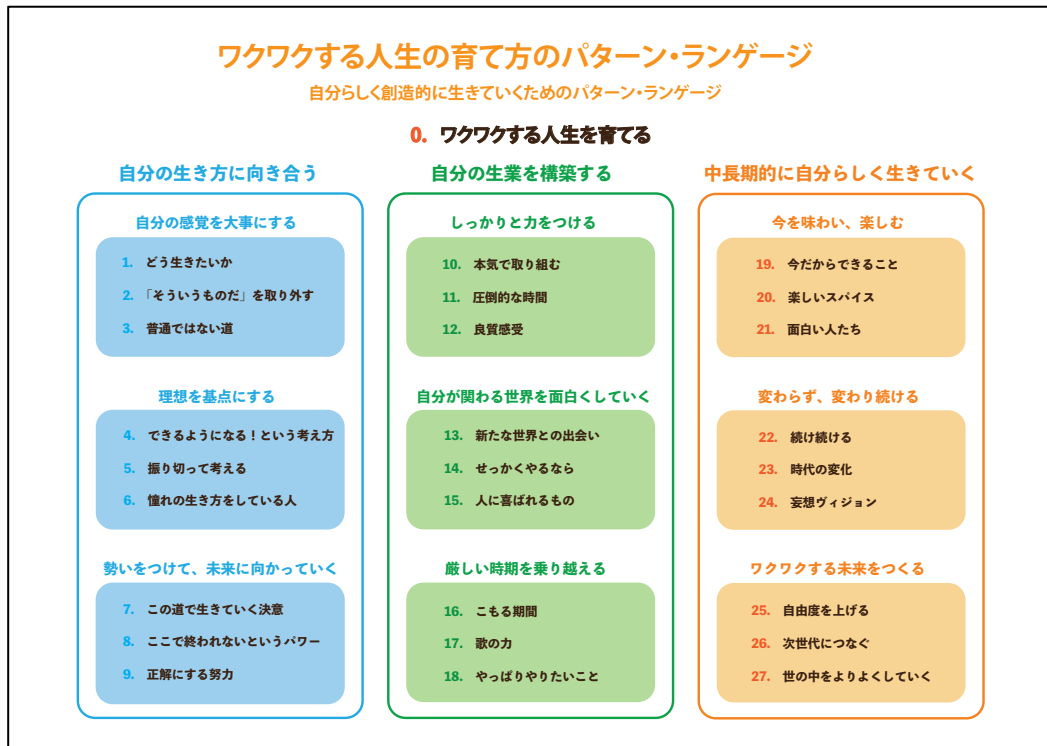 ワクワクする人生の育て方のパターン・ランゲージ
自分らしく創造的に生きていくためのパターン・ランゲージ
0. ワクワクする人生を育てる
自分の生き方に向き合う
自分の感覚を大事にする
1. どう生きたいか
2. 「そういうものだ」を取り外す
3. 普通ではない道
理想を基点にする
4. できるようになる！という考え方
5. 振り切って考える
6. 憧れの生き方をしている人
勢いをつけて、未来に向かっていく
7. この道で生きていく決意
8. ここで終われないというパワー
9. 正解にする努力
自分の生業を構築する
しっかりと力をつける
10. 本気で取り組む
11. 圧倒的な時間
12. 良質感受
自分が関わる世界を面白くしていく
13. 新たな世界との出会い
14. せっかくやるなら
15. 人に喜ばれるもの
厳しい時期を乗り越える
16. こもる期間
17. 歌の力
18. やっぱりやりたいこと
中長期的に自分らしく生きていく
今を味わい、楽しむ
19. 今だからできること
20. 楽しいスパイス
21. 面白い人たち
変わらず、変わり続ける
22. 続け続ける
23. 時代の変化
24. 妄想ヴィジョン
ワクワクする未来をつくる
25. 自由度を上げる
26. 次世代につなぐ
27. 世の中をよりよくしていく